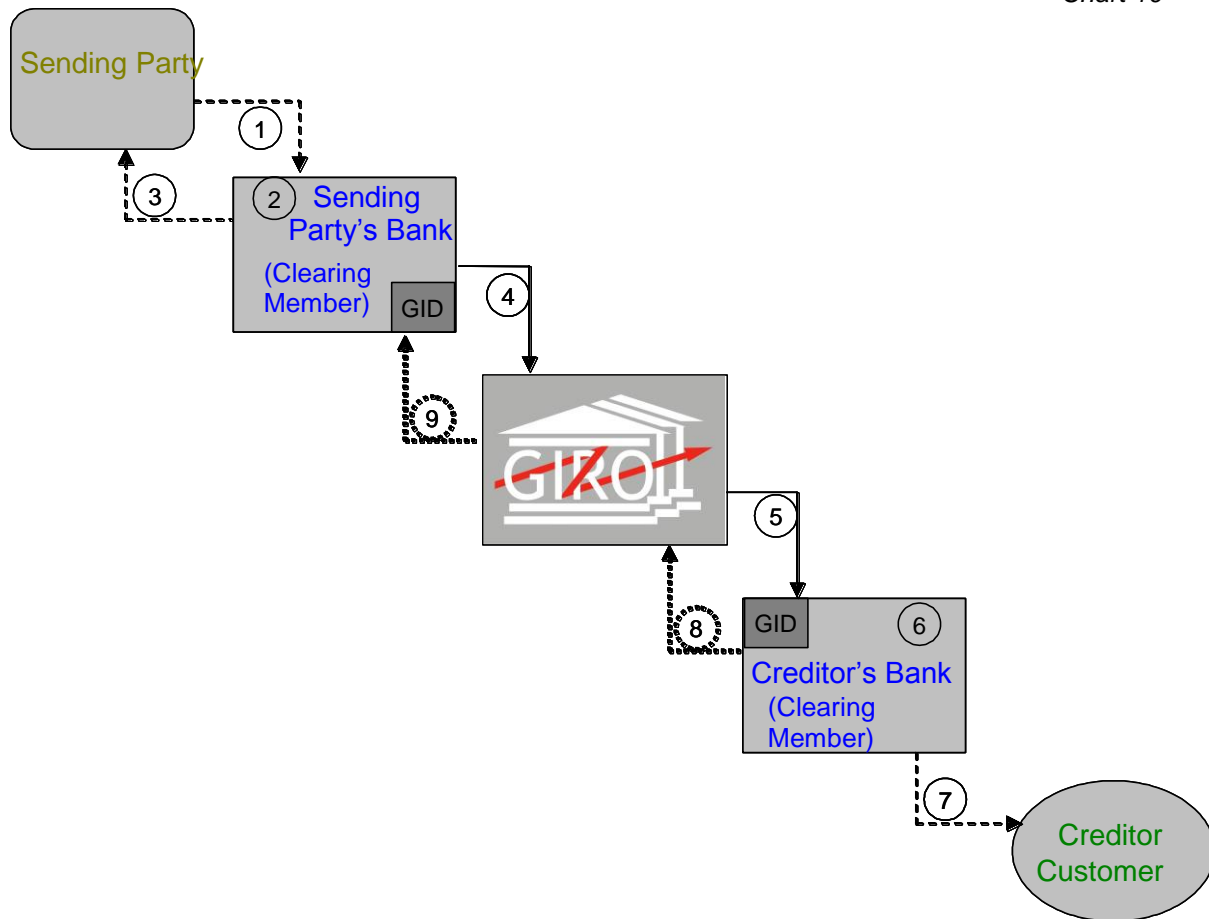 Sending Party
1
3
2
Sending
Party's Bank
(Clearing
Member)
GID
4
9
GIRO
5
8
GID
6
Creditor’s Bank
(Clearing
Member)
7
Creditor
Customer